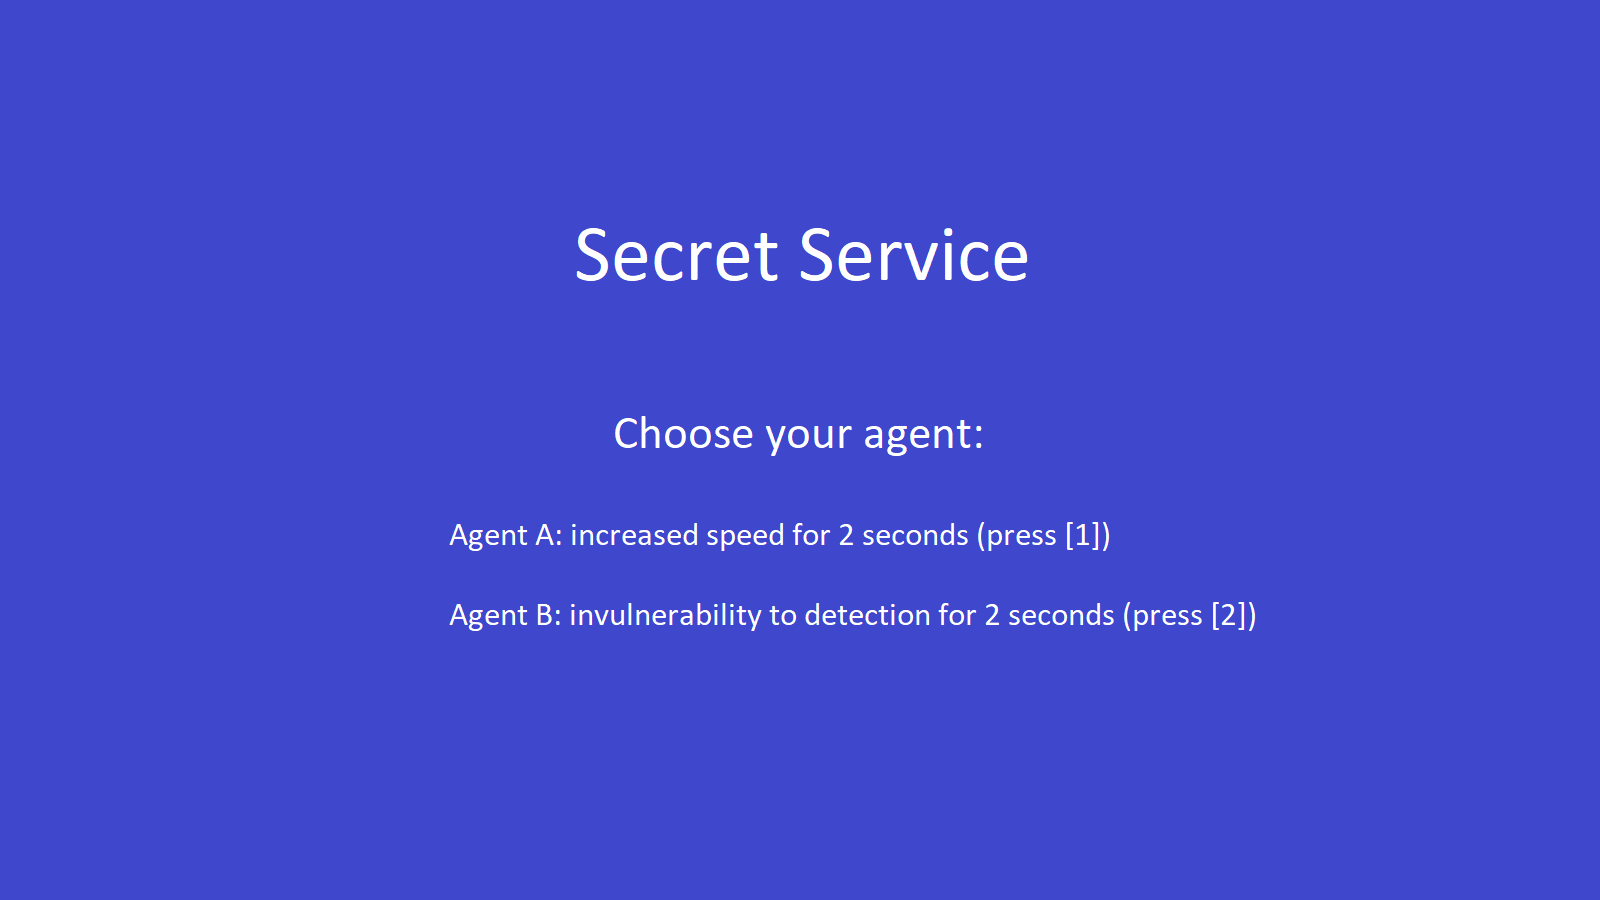 Secret Service
Choose your agent:
Agent A: increased speed for 2 seconds (press [1])
Agent B: invulnerability to detection for 2 seconds (press [2])